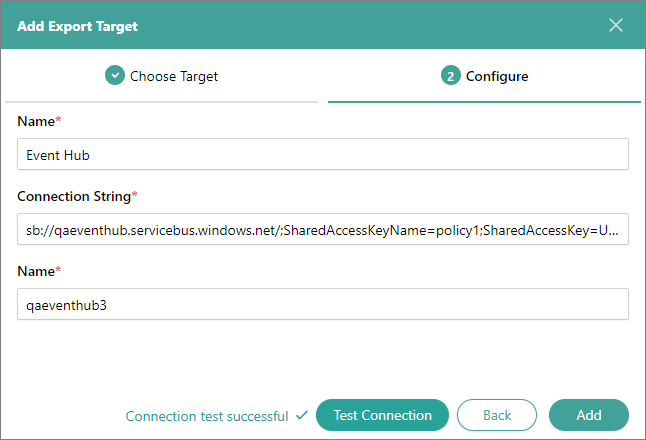 Add Export Target
Choose Target
2 Configure
Name*
Event Hub
Connection String*
sb://qaeventhub.servicebus.windows.net/;SharedAccessKeyName=policy1;SharedAccessKey=U...
Name*
qaeventhub3
Connection test successful Test Connection Back Add